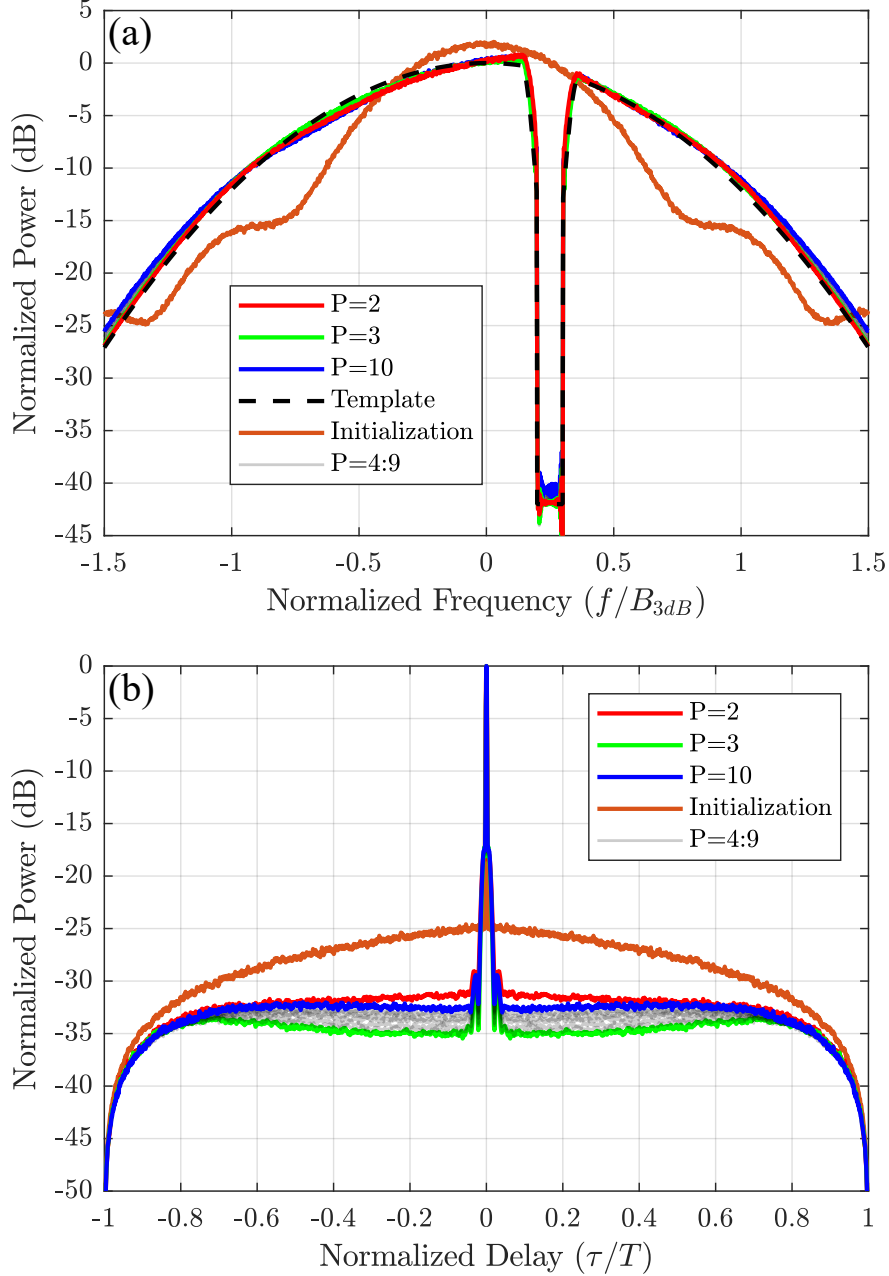 (a)
5
0
-5
-10
-15
-20
-25
-30
-35
-40
-45
Normalized Power (dB)
P=2
P=3
P=10
Template
Initialization
P=4:9
-1.5 -1 -0.5 0 0.5 1 1.5
Normalized Frequency (f/B3dB)
(b)
0
-5
-10
-15
-20
-25
-30
-35
-40
-45
-50
Normalized Power (dB)
P=2
P=3
P=10
Initialization
P=4:9
-1 -0.8 -0.6 -0.4 -0.2 0 0.2 0.4 0.6 0.8 1
Normalized Delay (τ/T)